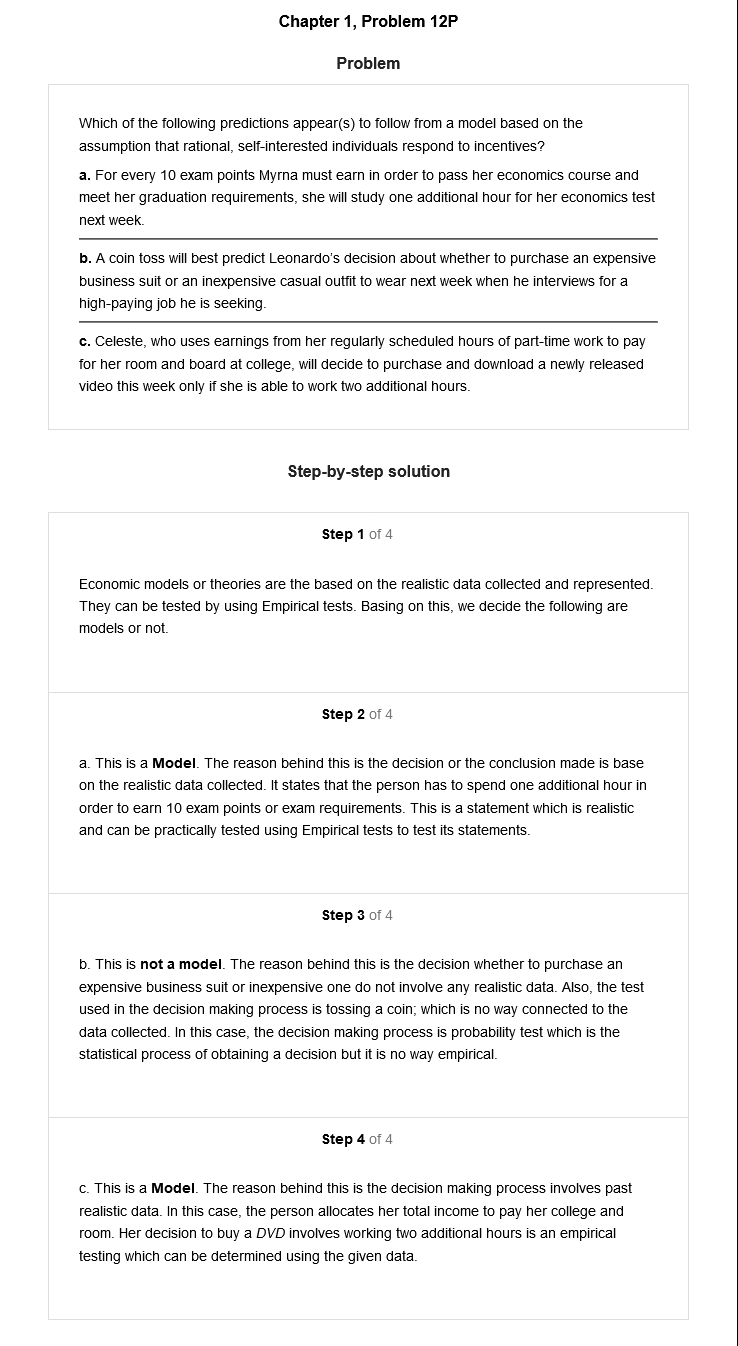 Chapter 1, Problem 12P
Problem
Which of the following predictions appear(s) to follow from a model based on the
assumption that rational, self-interested individuals respond to incentives?
a. For every 10 exam points Myrna must earn in order to pass her economics course and
meet her graduation requirements, she will study one additional hour for her economics test
next week.
b. A coin toss will best predict Leonardo's decision about whether to purchase an expensive
business suit or an inexpensive casual outfit to wear next week when he interviews for a
high-paying job he is seeking.
c. Celeste, who uses earnings from her regularly scheduled hours of part-time work to pay
for her room and board at college, will decide to purchase and download a newly released
video this week only if she is able to work two additional hours.
Step-by-step solution
Step 1 of 4
Economic models or theories are the based on the realistic data collected and represented.
They can be tested by using Empirical tests. Basing on this, we decide the following are
models or not.
Step 2 of 4
a. This is a Model. The reason behind this is the decision or the conclusion made is base
on the realistic data collected. It states that the person has to spend one additional hour in
order to earn 10 exam points or exam requirements. This is a statement which is realistic
and can be practically tested using Empirical tests to test its statements.
Step 3 of 4
b. This is not a model. The reason behind this is the decision whether to purchase an
expensive business suit or inexpensive one do not involve any realistic data. Also, the test
used in the decision making process is tossing a coin; which is no way connected to the
data collected. In this case, the decision making process is probability test which is the
statistical process of obtaining a decision but it is no way empirical.
Step 4 of 4
c. This is a Model. The reason behind this is the decision making process involves past
realistic data. In this case, the person allocates her total income to pay her college and
room. Her decision to buy a DVD involves working two additional hours is an empirical
testing which can be determined using the given data.